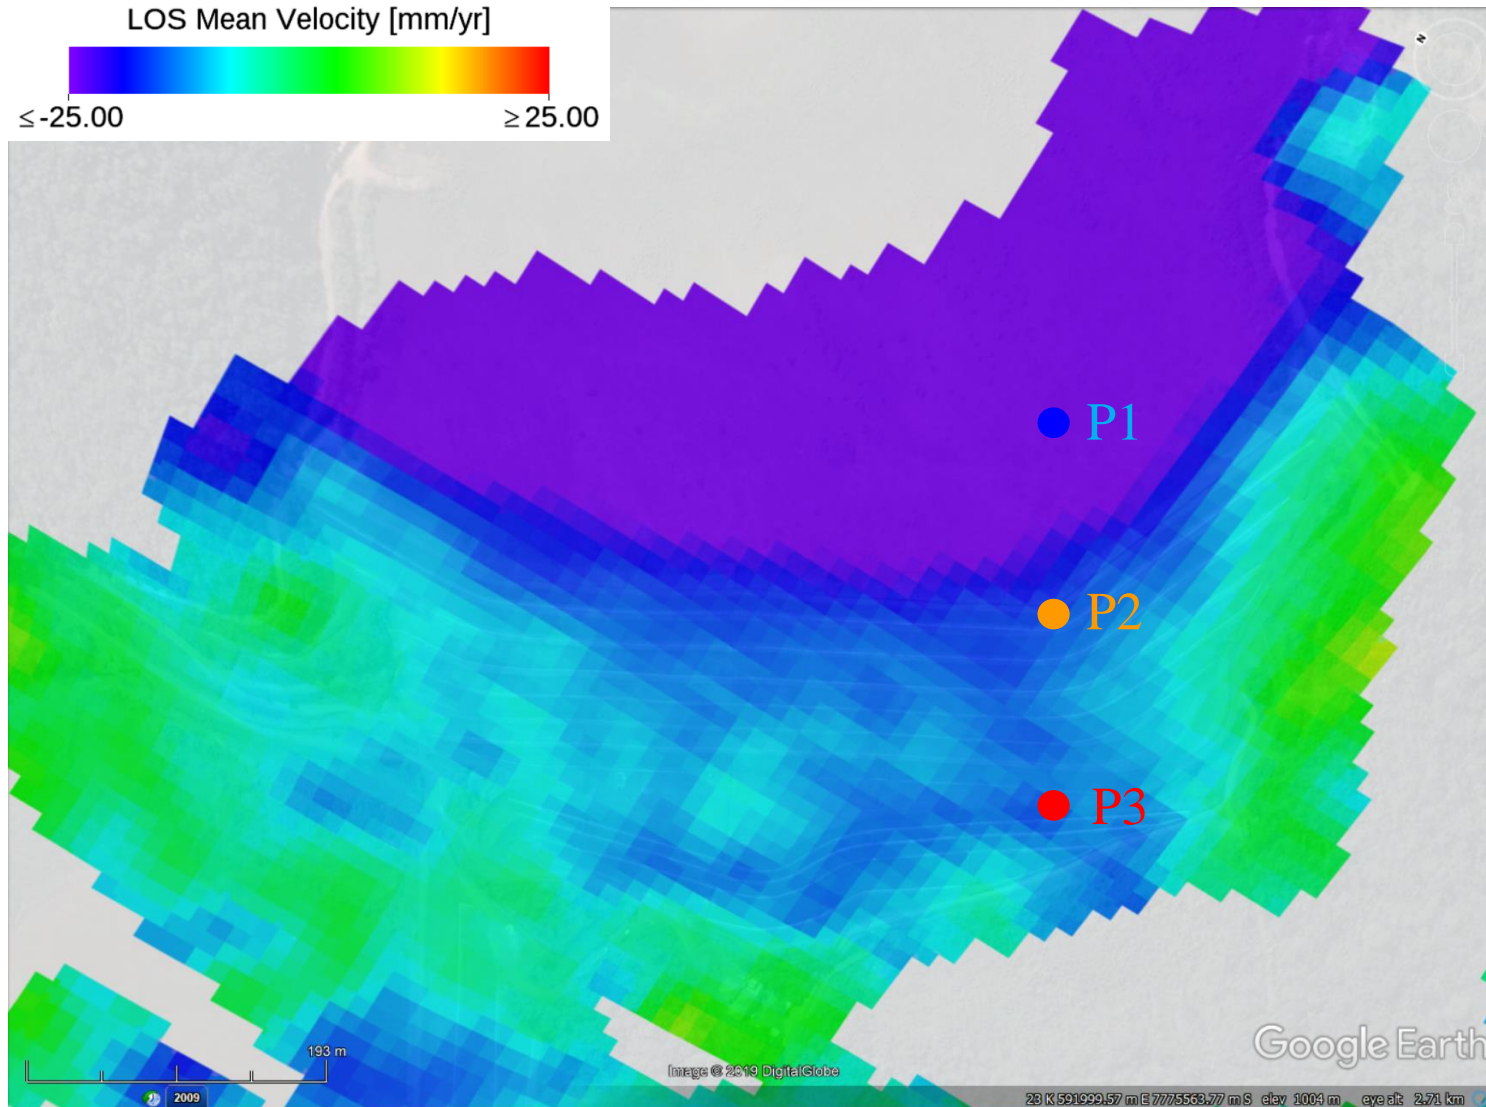 LOS Mean Velocity [mm/yr]
≤ -25.00 ≥ 25.00
N
P1
P2
P3
193 m
Google Earth
Image © 2019 DigitalGlobe
2009
23 K 591999.57 m E 7775563.77 m S elev 1004 m eye alt 2.71 km